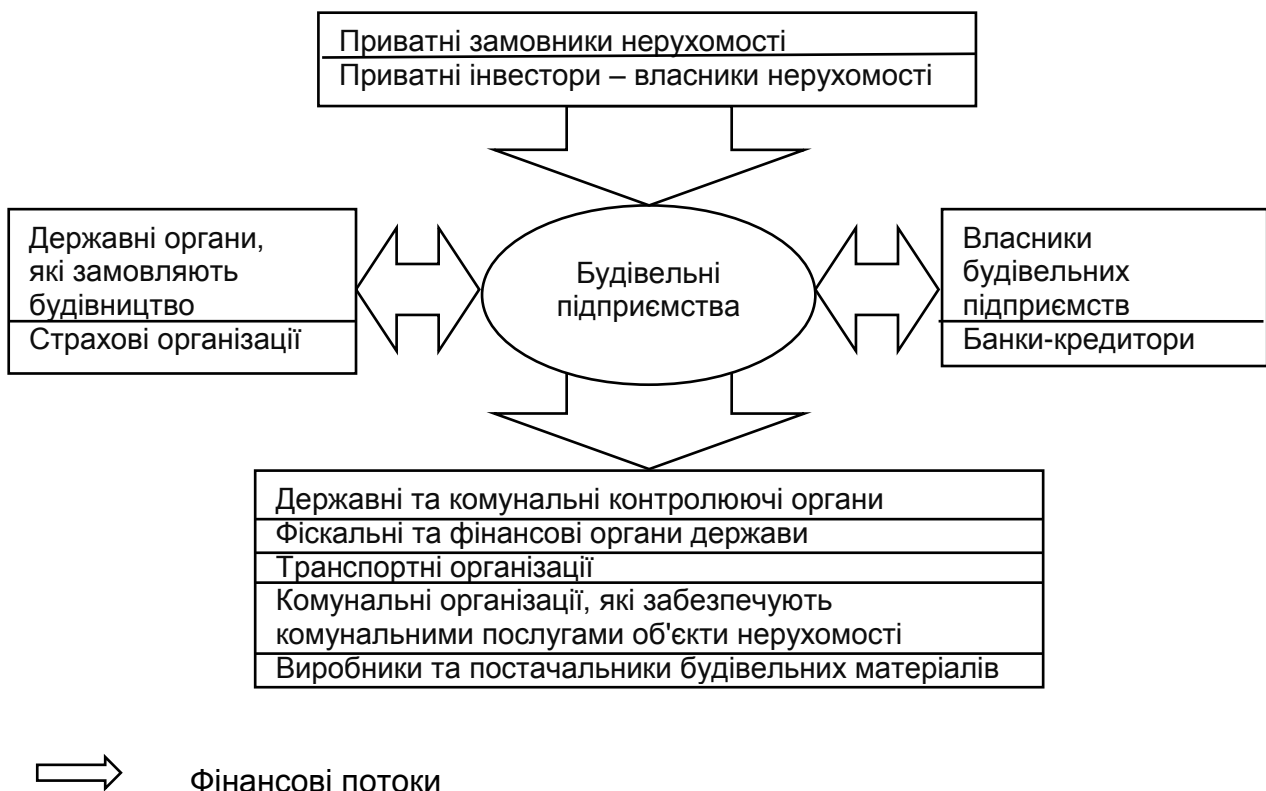 Приватні замовники нерухомості
Приватні інвестори – власники нерухомості
Державні органи,
які замовляють
будівництво
Страхові організації
Будівельні
підприємства
Власники
будівельних
підприємств
Банки-кредитори
Державні та комунальні контролюючі органи
Фіскальні та фінансові органи держави
Транспортні організації
Комунальні організації, які забезпечують
комунальними послугами об'єкти нерухомості
Виробники та постачальники будівельних матеріалів
Фінансові потоки